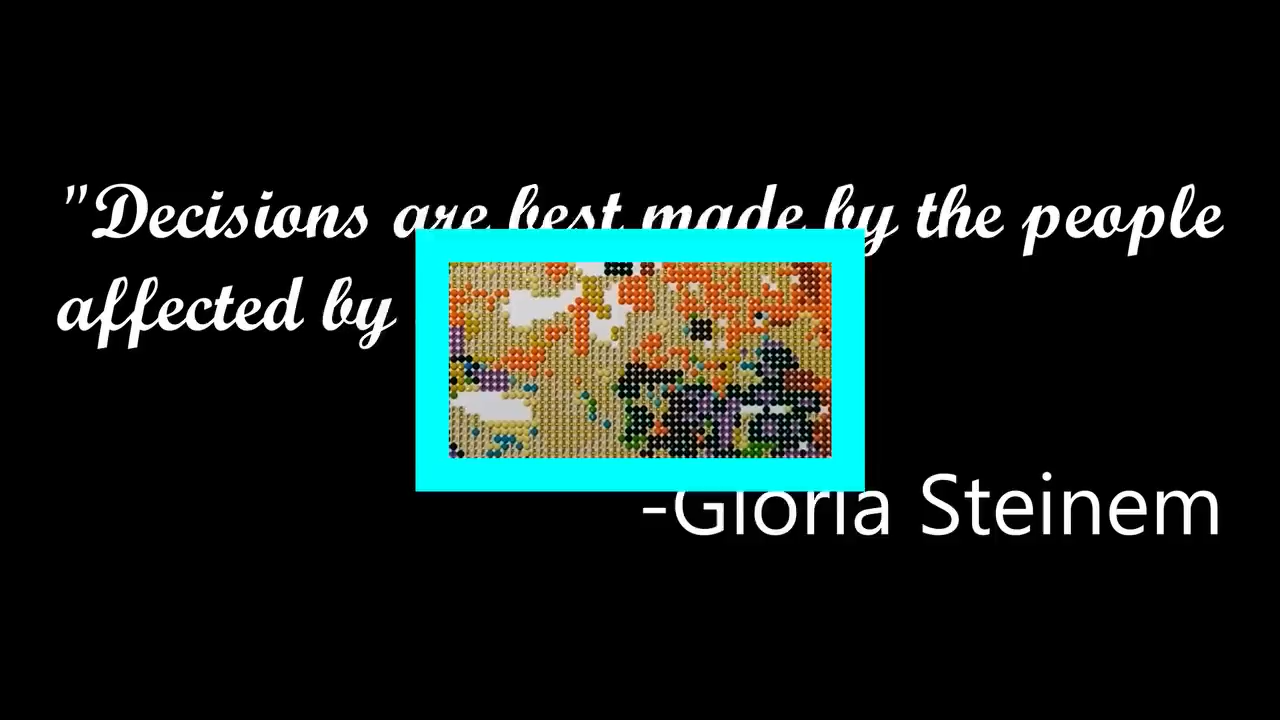 "Decisions are best made by the people
affected by
-Gloria Steinem